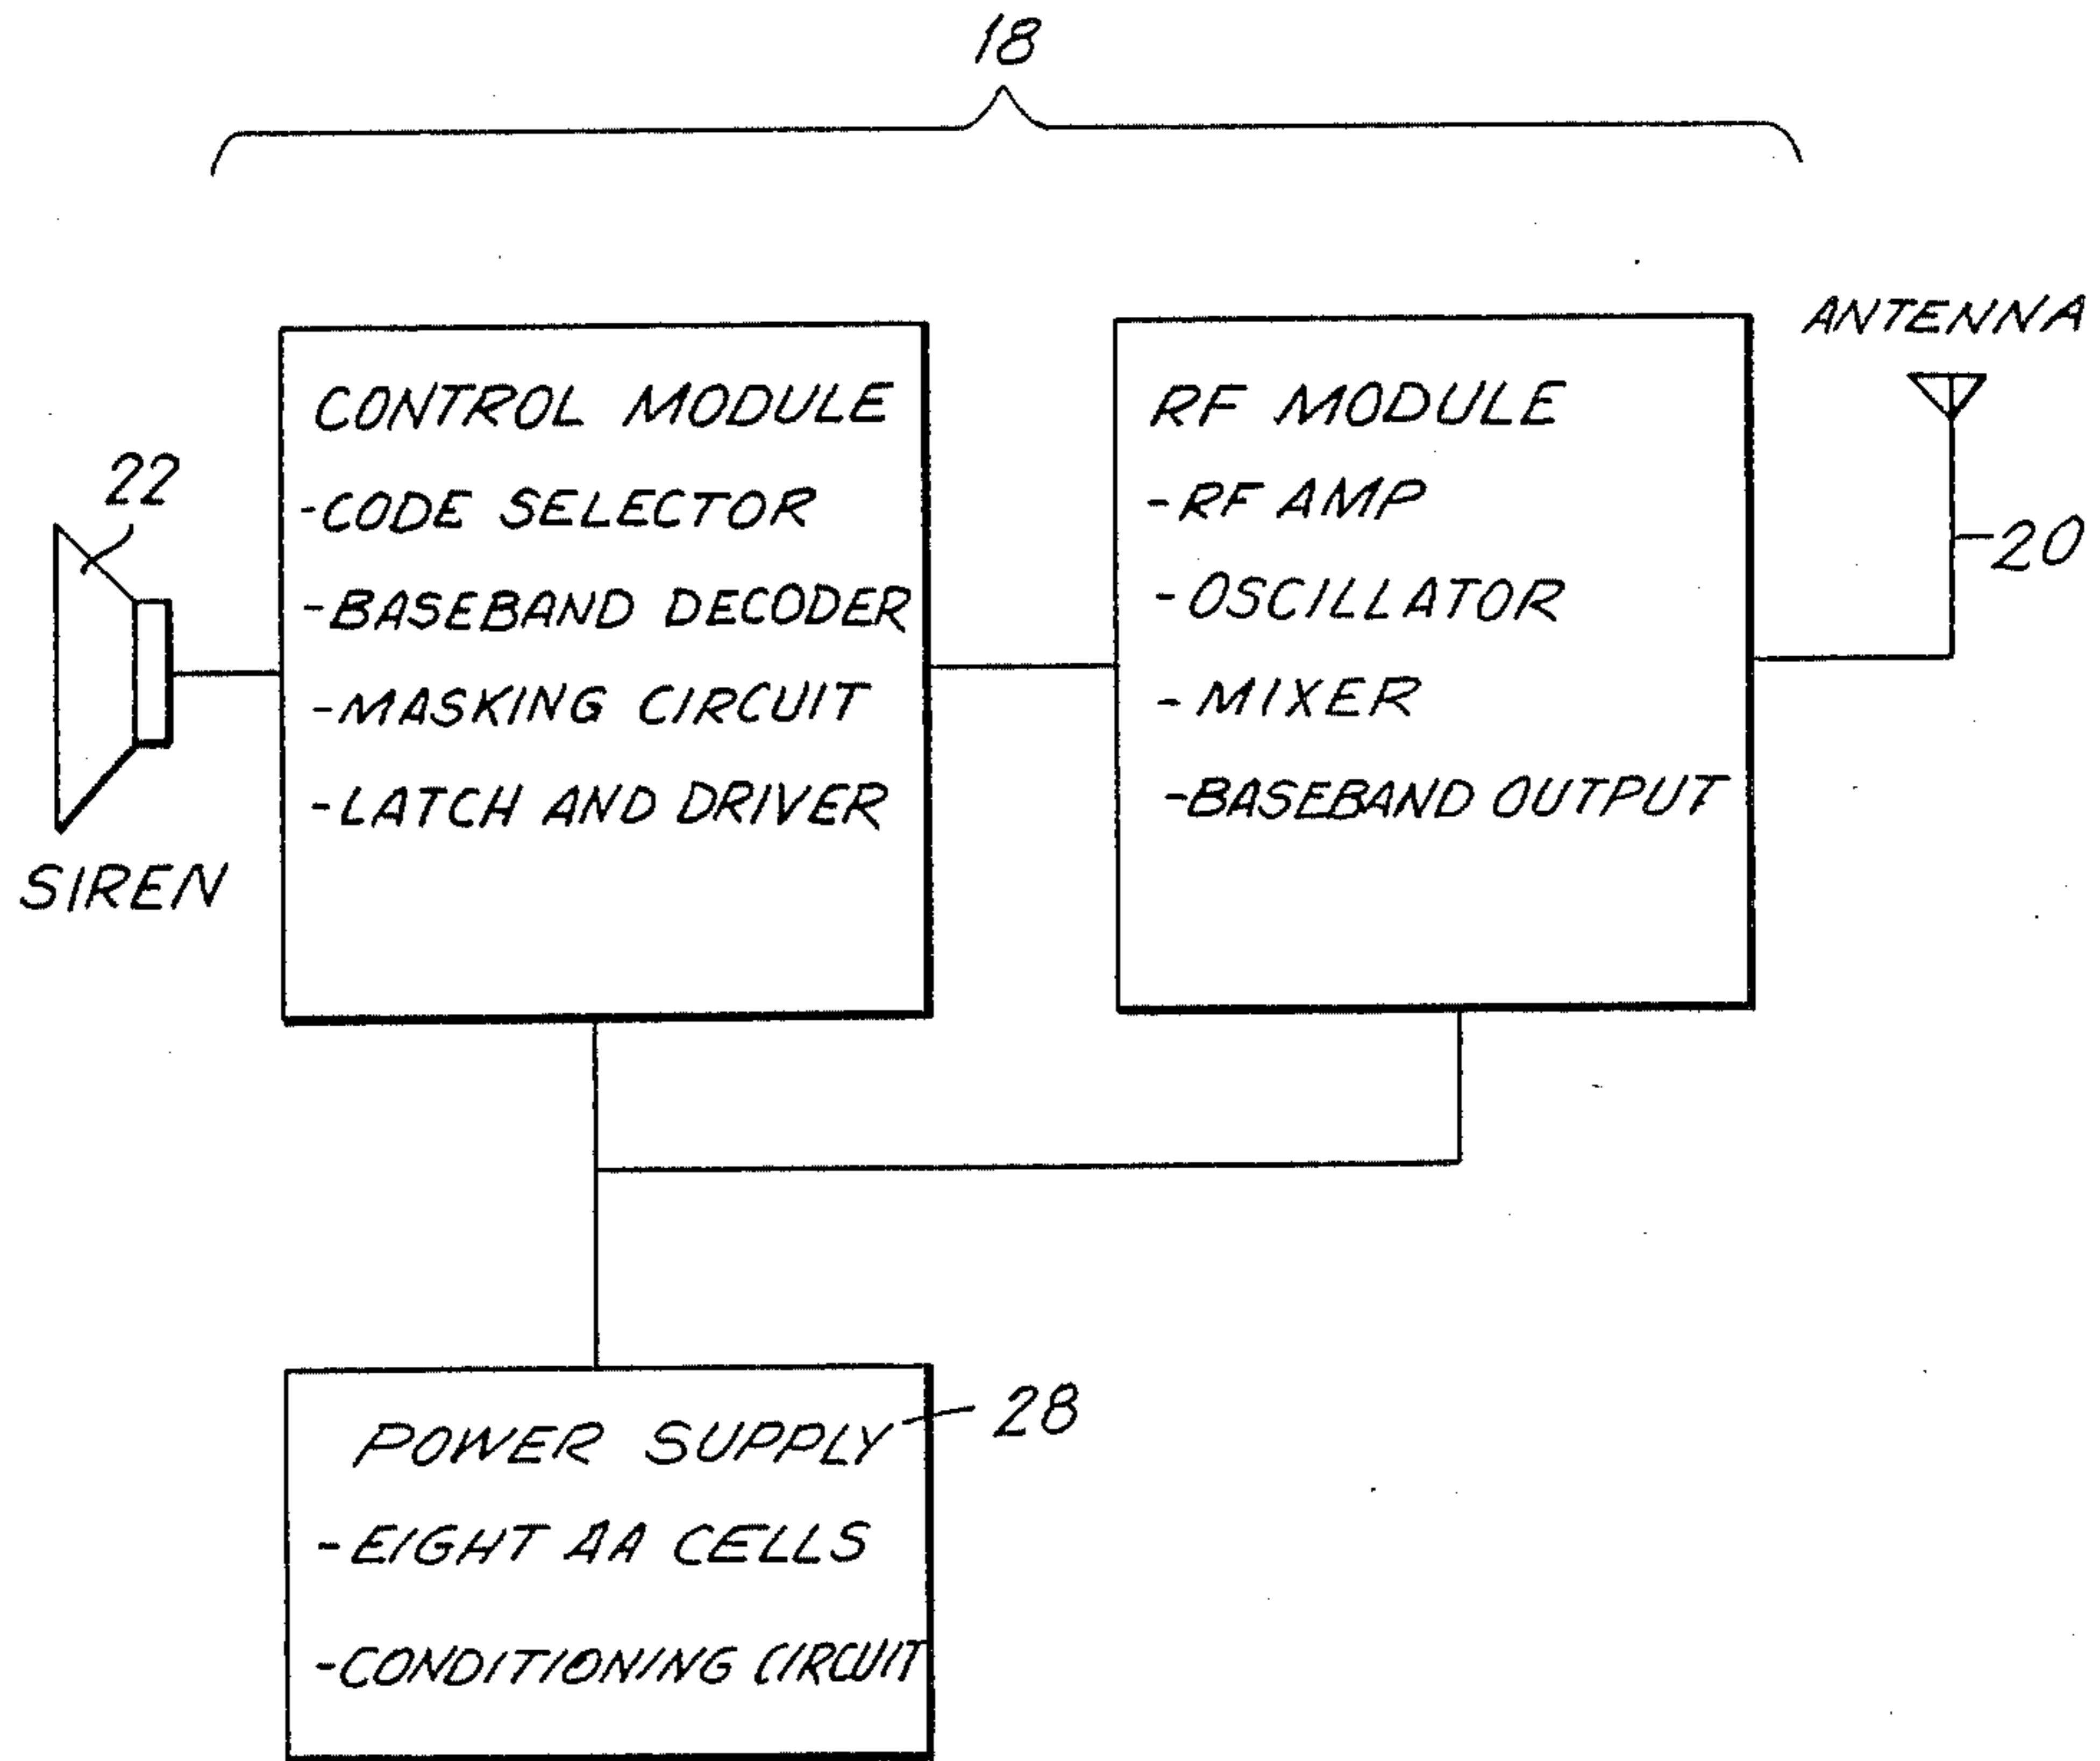 18
ANTENNA
20
22
SIREN
CONTROL MODULE
-CODE SELECTOR
-BASEBAND DECODER
-MASKING CIRCUIT
-LATCH AND DRIVER
RF MODULE
-RF AMP
-OSCILLATOR
-MIXER
-BASEBAND OUTPUT
POWER SUPPLY
28
-EIGHT AA CELLS
-CONDITIONING CIRCUIT